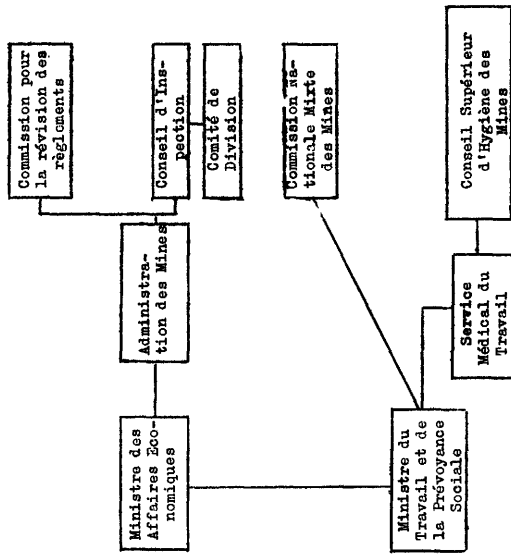 Commission pour
la révision des
règlements
Conseil d'Ins-
pection
Comité de
Division
Administra-
tion des Mines
Ministre des
Affaires Eco-
nomiques
Commission Na-
tionale Mixte
des Mines
Ministre du
Travail et de
la Prévoyance
Sociale
Service
Médical du
Travail
Conseil Supérieur
d'Hygiène des
Mines